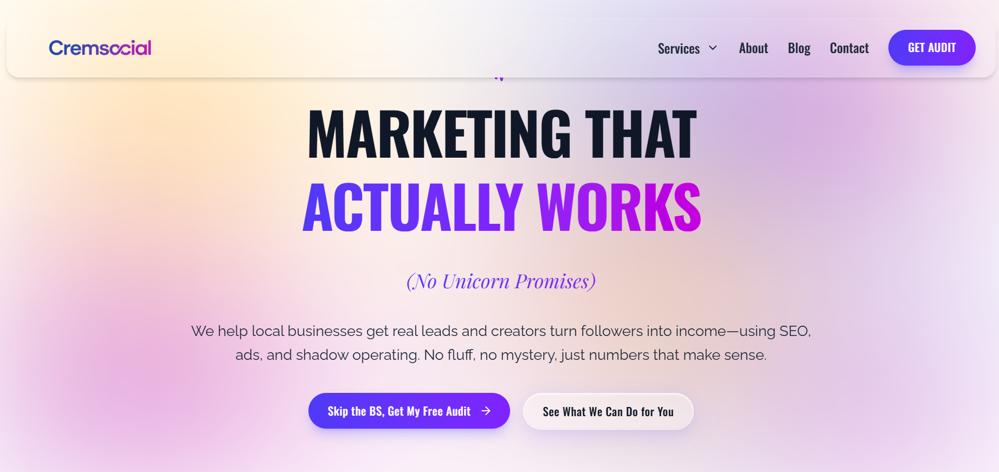 Cremsocial
Services
About
Blog
Contact
GET AUDIT
MARKETING THAT
ACTUALLY WORKS
(No Unicorn Promises)
We help local businesses get real leads and creators turn followers into income—using SEO,
ads, and shadow operating. No fluff, no mystery, just numbers that make sense.
Skip the BS, Get My Free Audit
See What We Can Do for You